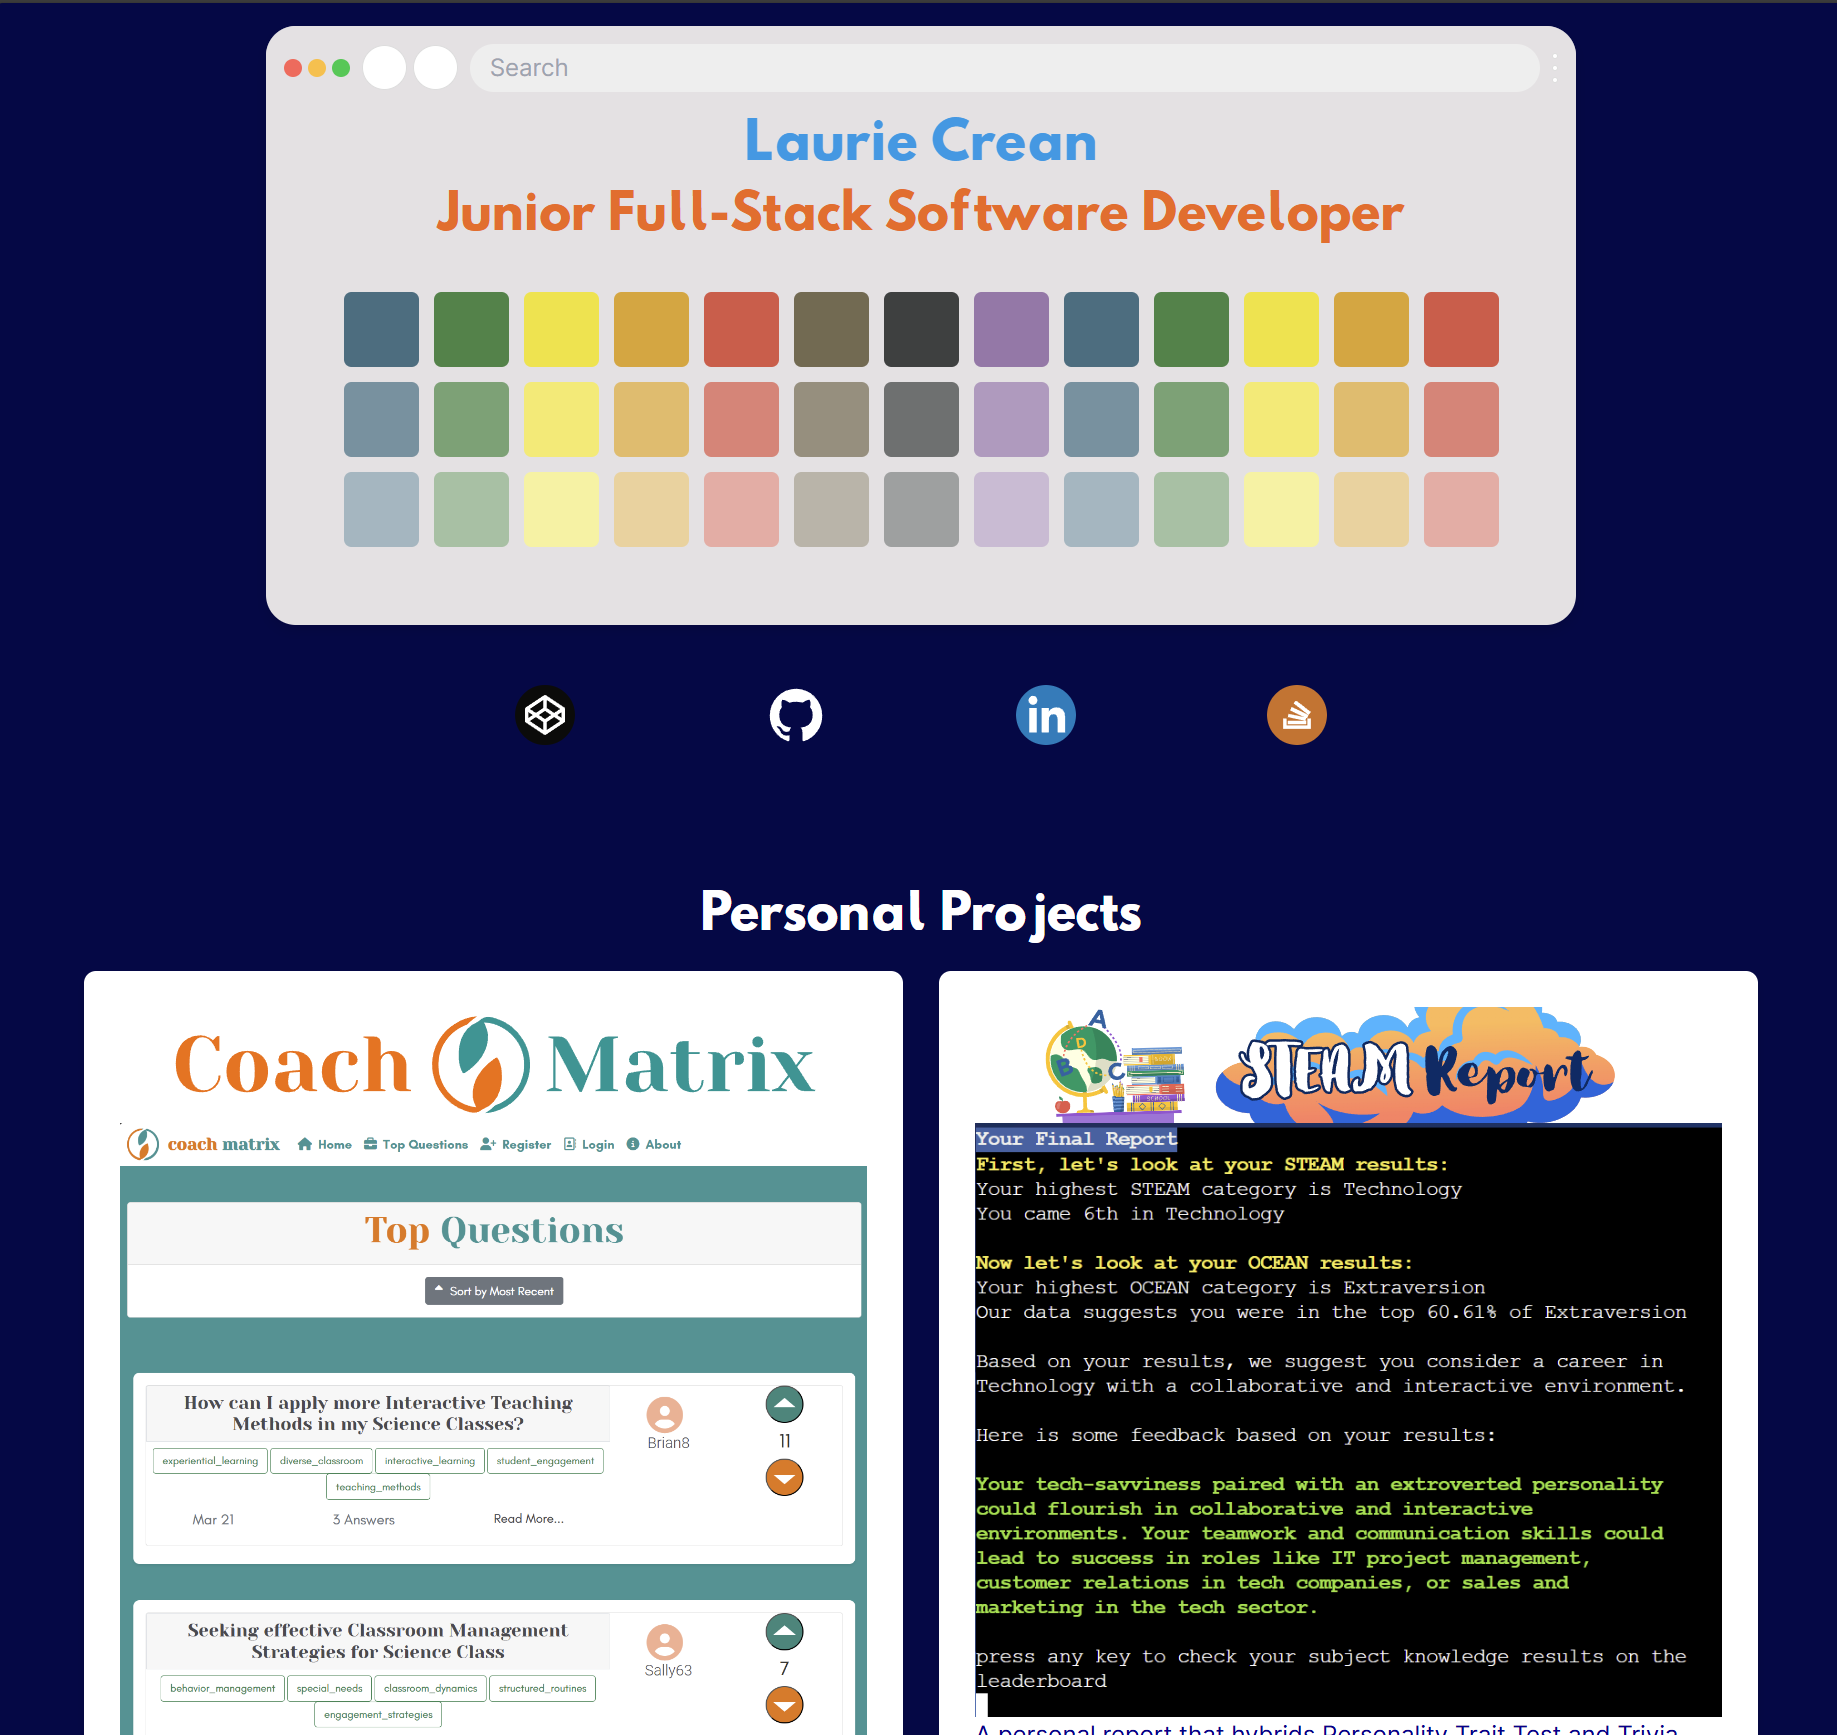 Search
Laurie Crean
Junior Full-Stack Software Developer
Personal Projects
Coach Matrix
coach matrix Home Top Questions Register Login About
Top Questions
Sort by Most Recent
How can I apply more Interactive Teaching
Methods in my Science Classes?
experiential_learning diverse_classroom interactive_learning student_engagement
teaching_methods
Mar 21 3 Answers Read More...
Brian8
11
Seeking effective Classroom Management
Strategies for Science Class
behavior_management special_needs classroom_dynamics structured_routines
engagement_strategies
Sally63
7
A
B
C
D
SCHOOL
STEAM Report
Your Final Report
First, let's look at your STEAM results:
Your highest STEAM category is Technology
You came 6th in Technology
Now let's look at your OCEAN results:
Your highest OCEAN category is Extraversion
Our data suggests you were in the top 60.61% of Extraversion
Based on your results, we suggest you consider a career in
Technology with a collaborative and interactive environment.
Here is some feedback based on your results:
Your tech-savviness paired with an extroverted personality
could flourish in collaborative and interactive
environments. Your teamwork and communication skills could
lead to success in roles like IT project management,
customer relations in tech companies, or sales and
marketing in the tech sector.
press any key to check your subject knowledge results on the
leaderboard
A personal report that hybrids Personality Trait Test and Trivia